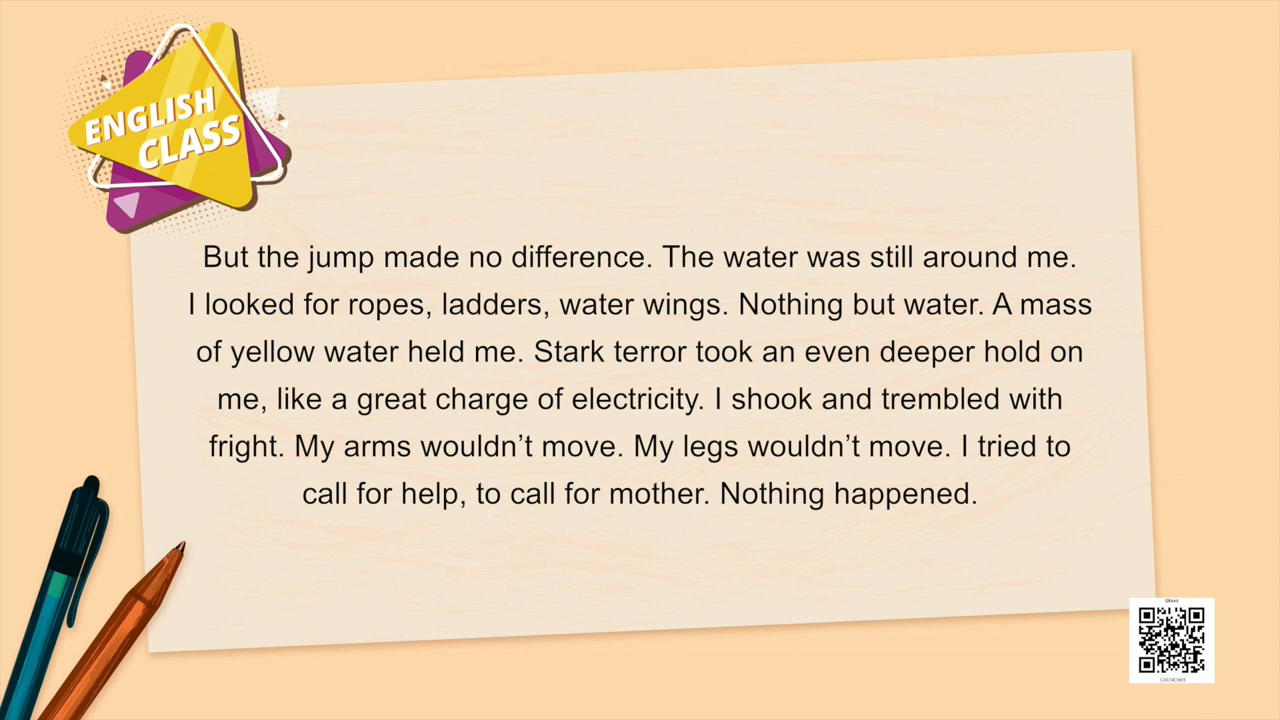 ENGLISH
CLASS
But the jump made no difference. The water was still around me.
I looked for ropes, ladders, water wings. Nothing but water. A mass
of yellow water held me. Stark terror took an even deeper hold on
me, like a great charge of electricity. I shook and trembled with
fright. My arms wouldn’t move. My legs wouldn’t move. I tried to
call for help, to call for mother. Nothing happened.